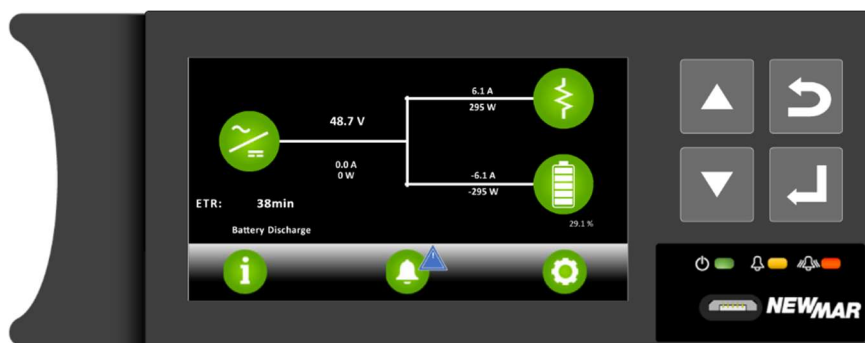 48.7 V
0.0 A
0 W
6.1 A
295 W
-6.1 A
-295 W
29.1 %
ETR: 38min
Battery Discharge
i
NEWMAR